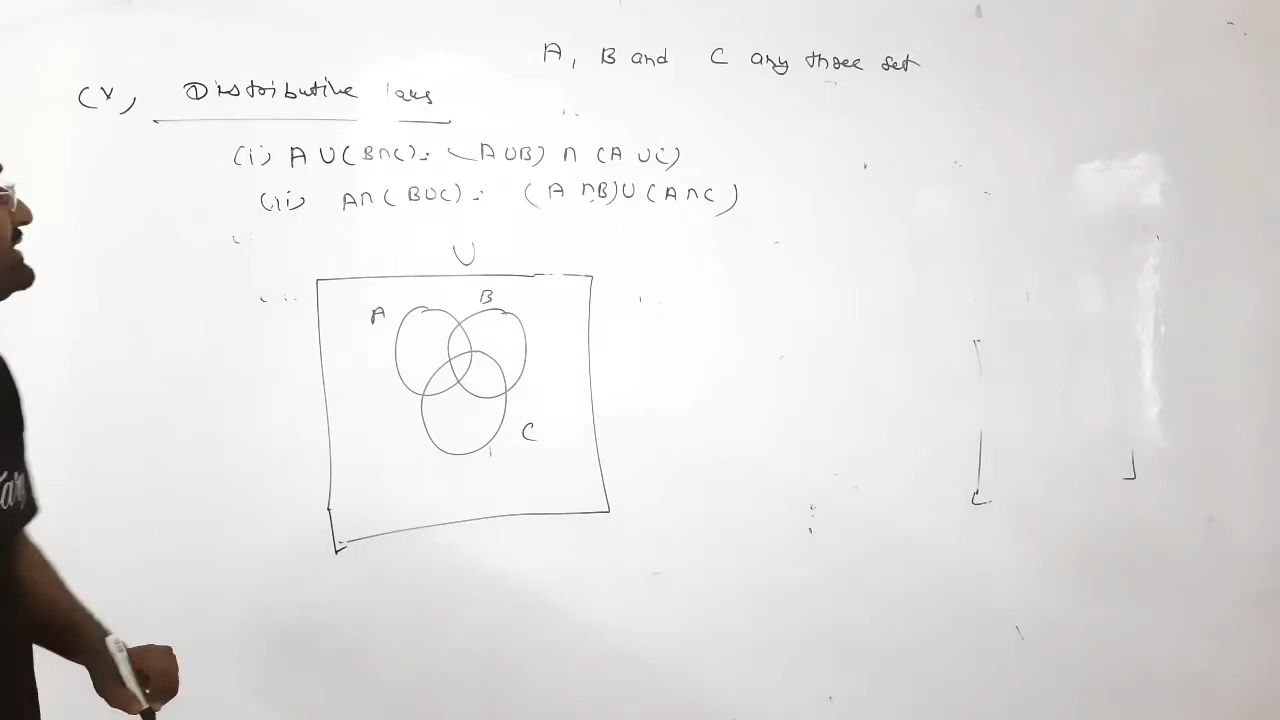 A, B and C any three set
(v) Distributive laws
(i) A ∪ (B∩C) = (A∪B) ∩ (A∪C)
(ii) A∩(B∪C) = (A∩B)∪(A∩C)
U
A
B
C